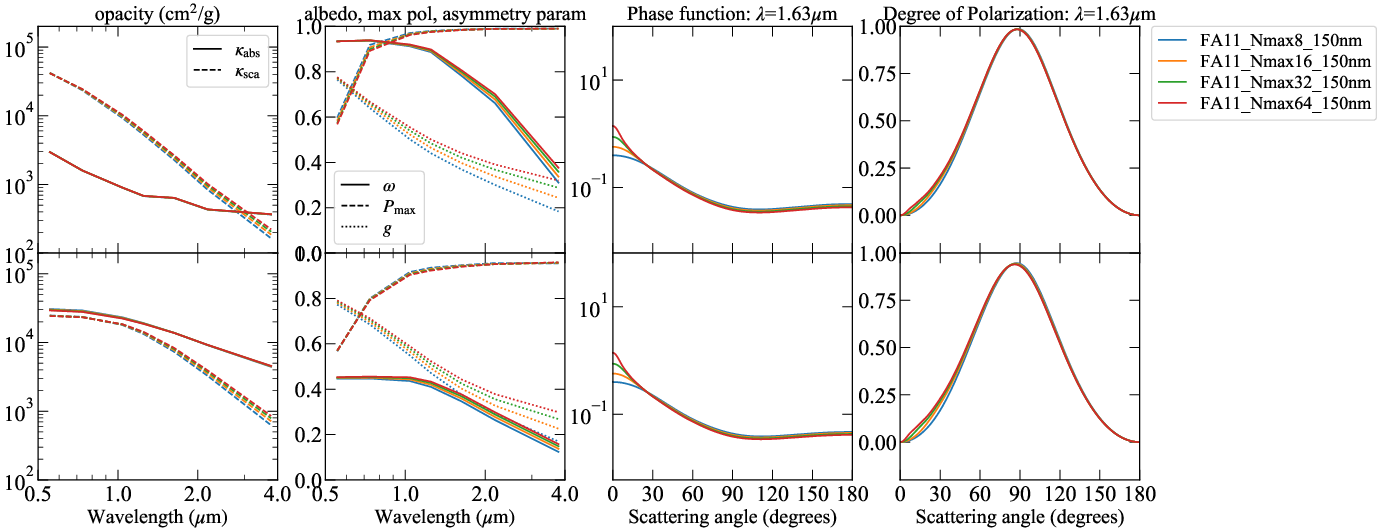 opacity (cm²/g)
albedo, max pol, asymmetry param
Phase function: λ=1.63μm
Degree of Polarization: λ=1.63μm
10⁵
10⁴
10³
10²
κabs
κsca
1.0
0.8
0.6
0.4
0.2
0.0
ω
Pmax
g
10¹
10⁻¹
1.00
0.75
0.50
0.25
0.00
FA11_Nmax8_150nm
FA11_Nmax16_150nm
FA11_Nmax32_150nm
FA11_Nmax64_150nm
10⁵
10⁴
10³
10²
0.5 1.0 2.0 4.0
Wavelength (μm)
0.0
0.8
0.6
0.4
0.2
0.0
0.5 1.0 2.0 4.0
Wavelength (μm)
10¹
10⁻¹
0 30 60 90 120 150 180
Scattering angle (degrees)
1.00
0.75
0.50
0.25
0.00
0 30 60 90 120 150 180
Scattering angle (degrees)